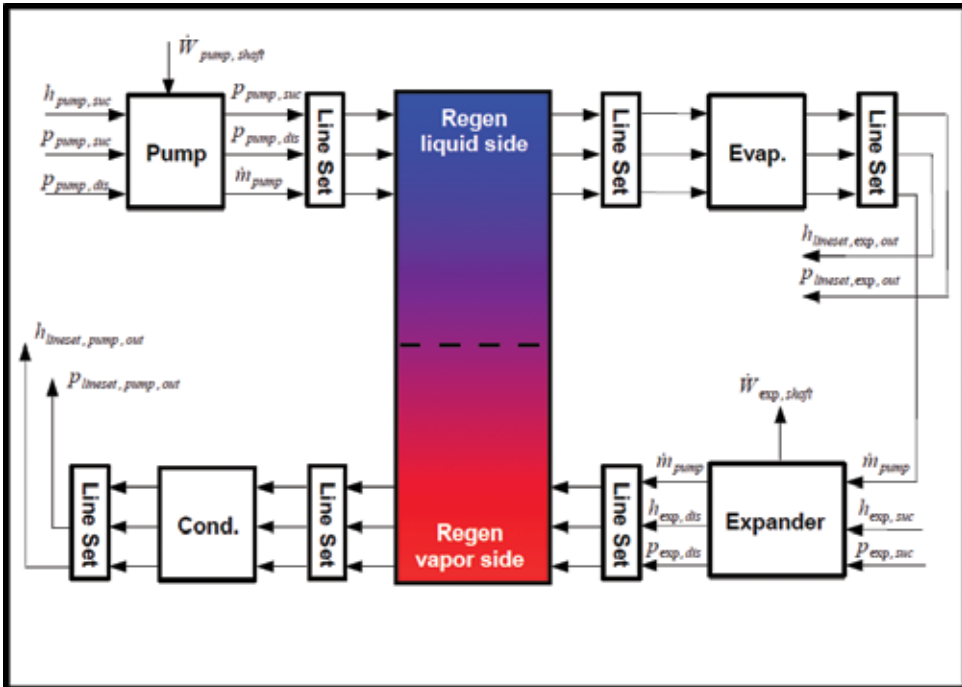 Ẇpump,shaft
hpump,suc
ppump,suc
ppump,dis
Pump
ppump,suc
ppump,dis
ṁpump
Line Set
Regen
liquid side
Line Set
Evap.
Line Set
hlineset,exp,out
plineset,exp,out
hlineset,pump,out
plineset,pump,out
Ẇexp,shaft
Line Set
Cond.
Line Set
Regen
vapor side
Line Set
ṁpump
hexp,dis
pexp,dis
Expander
ṁpump
hexp,suc
pexp,suc